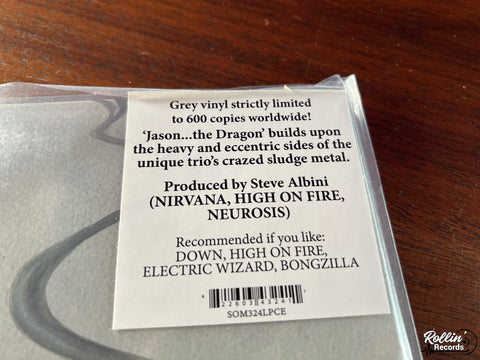 Grey vinyl strictly limited
to 600 copies worldwide!
‘Jason...the Dragon’ builds upon
the heavy and eccentric sides of the
unique trio’s crazed sludge metal.
Produced by Steve Albini
(NIRVANA, HIGH ON FIRE,
NEUROSIS)
Recommended if you like:
DOWN, HIGH ON FIRE,
ELECTRIC WIZARD, BONGZILLA
SOM324LPCE
Rollin’
Records